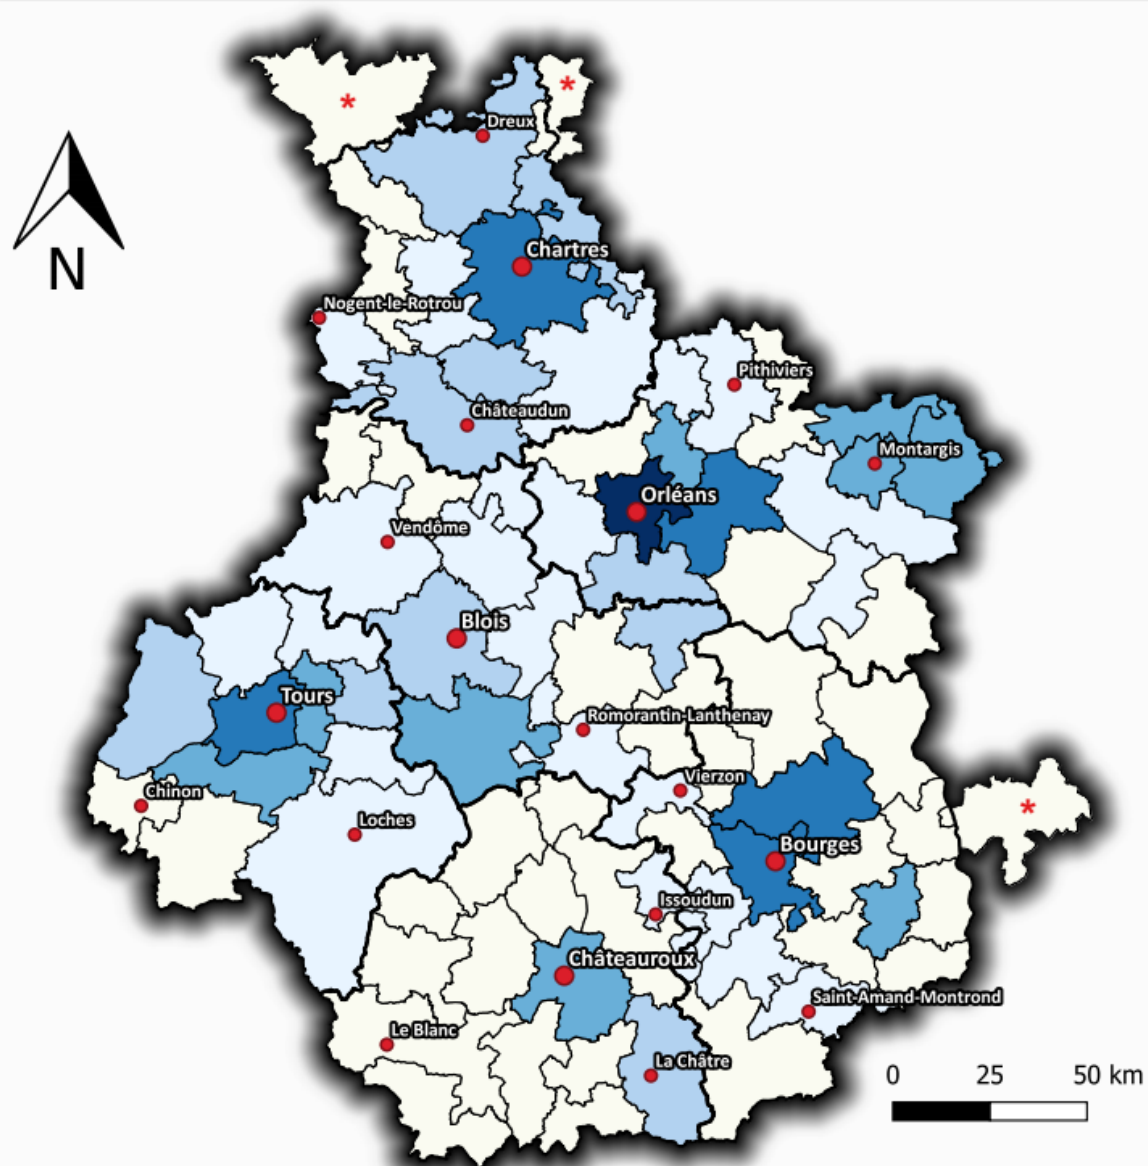 *
*
Dreux
N
Chartres
Nogent-le-Rotrou
Pithiviers
Châteaudun
Montargis
Orléans
Vendôme
Blois
Tours
Romorantin-Lanthenay
Vierzon
Chinon
*
Loches
Bourges
Issoudun
Châteauroux
Saint-Amand-Montrond
Le Blanc
La Châtre
0 25 50 km